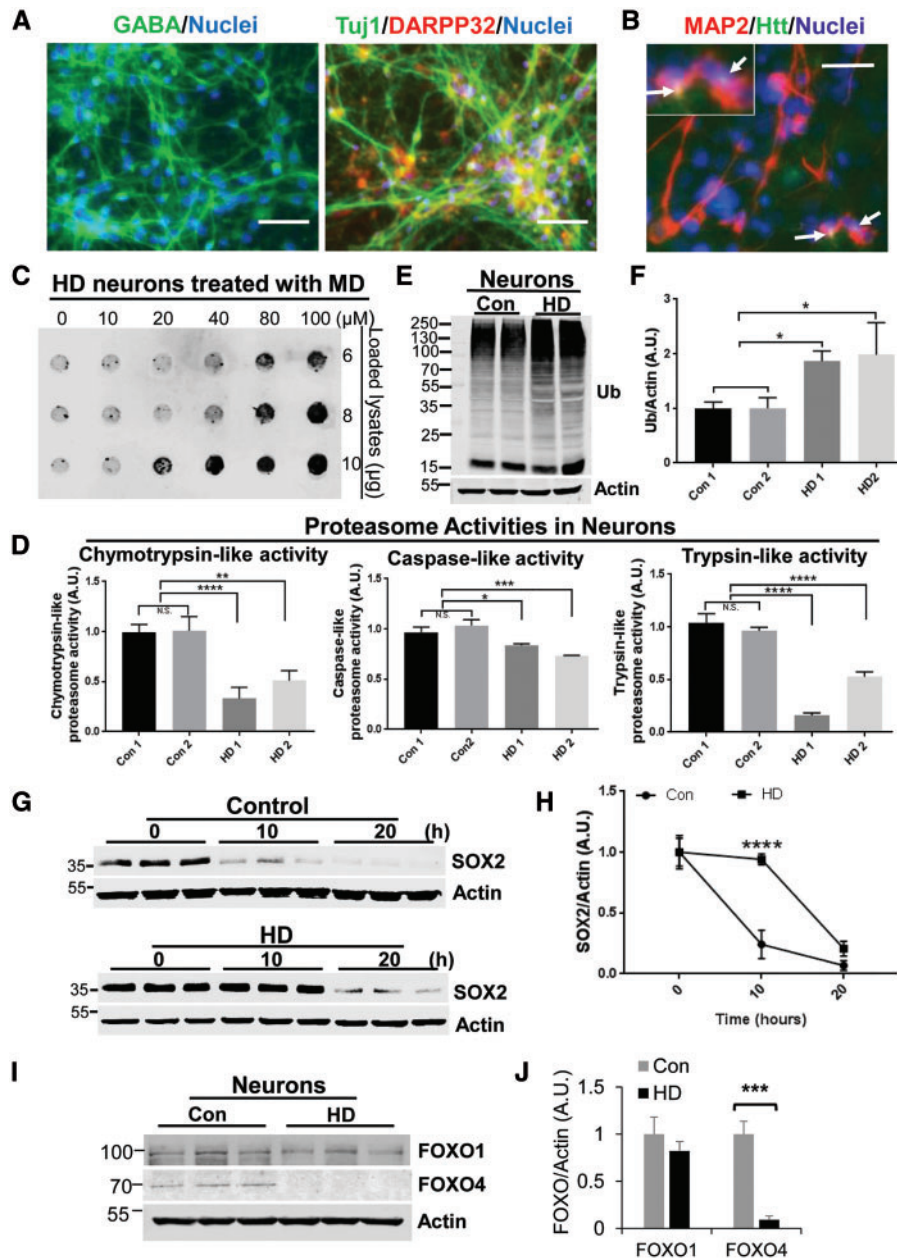 A
GABA/Nuclei
Tuj1/DARPP32/Nuclei
B
MAP2/Htt/Nuclei
C
HD neurons treated with MD
0 10 20 40 80 100 (μM)
6
8
10
Loaded lysates (μg)
E
Neurons
Con HD
250
130
100
70
55
35
25
15
55
Ub
Actin
F
Ub/Actin (A.U.)
3
2
1
0
*
*
Con 1
Con 2
HD 1
HD2
D
Proteasome Activities in Neurons
Chymotrypsin-like activity
Chymotrypsin-like
proteasome activity (A.U.)
1.5
1.0
0.5
0.0
**
****
N.S.
Con 1
Con 2
HD 1
HD 2
Caspase-like activity
Caspase-like
proteasome activity (A.U.)
1.5
1.0
0.5
0.0
***
*
N.S.
Con 1
Con2
HD 1
HD 2
Trypsin-like activity
Trypsin-like
proteasome activity (A.U.)
1.5
1.0
0.5
0.0
****
****
N.S.
Con 1
Con 2
HD 1
HD 2
G
Control
0 10 20 (h)
35
SOX2
55
Actin
HD
0 10 20 (h)
35
SOX2
55
Actin
H
Con HD
SOX2/Actin (A.U.)
1.5
1.0
0.5
0.0
****
0
10
20
Time (hours)
I
Neurons
Con HD
100
FOXO1
70
FOXO4
55
Actin
J
Con
HD
FOXO/Actin (A.U.)
1.5
1
0.5
0
***
FOXO1 FOXO4